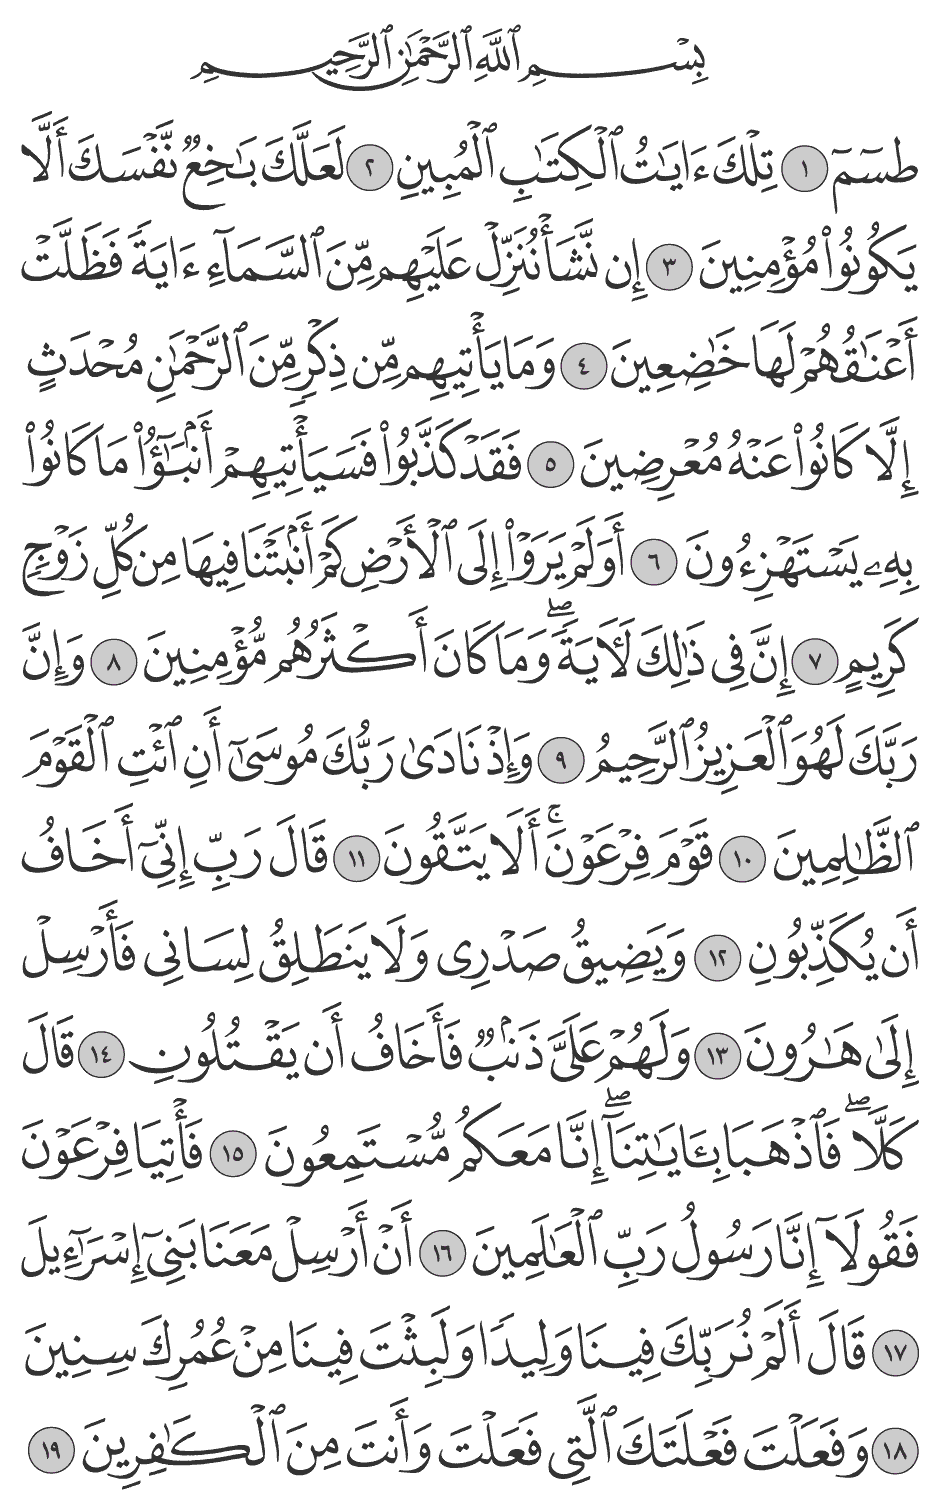 بِسْمِ ٱللَّهِ ٱلرَّحْمَٰنِ ٱلرَّحِيمِ
طسٓمٓ ١ تِلْكَ ءَايَٰتُ ٱلْكِتَٰبِ ٱلْمُبِينِ ٢ لَعَلَّكَ بَٰخِعٌ نَّفْسَكَ أَلَّا
يَكُونُوا۟ مُؤْمِنِينَ ٣ إِن نَّشَأْ نُنَزِّلْ عَلَيْهِم مِّنَ ٱلسَّمَآءِ ءَايَةً فَظَلَّتْ
أَعْنَٰقُهُمْ لَهَا خَٰضِعِينَ ٤ وَمَا يَأْتِيهِم مِّن ذِكْرٍ مِّنَ ٱلرَّحْمَٰنِ مُحْدَثٍ
إِلَّا كَانُوا۟ عَنْهُ مُعْرِضِينَ ٥ فَقَدْ كَذَّبُوا۟ فَسَيَأْتِيهِمْ أَنۢبَٰٓؤُا۟ مَا كَانُوا۟
بِهِۦ يَسْتَهْزِءُونَ ٦ أَوَلَمْ يَرَوْا۟ إِلَى ٱلْأَرْضِ كَمْ أَنۢبَتْنَا فِيهَا مِن كُلِّ زَوْجٍ
كَرِيمٍ ٧ إِنَّ فِى ذَٰلِكَ لَءَايَةً ۖ وَمَا كَانَ أَكْثَرُهُم مُّؤْمِنِينَ ٨ وَإِنَّ
رَبَّكَ لَهُوَ ٱلْعَزِيزُ ٱلرَّحِيمُ ٩ وَإِذْ نَادَىٰ رَبُّكَ مُوسَىٰٓ أَنِ ٱئْتِ ٱلْقَوْمَ
ٱلظَّٰلِمِينَ ١٠ قَوْمَ فِرْعَوْنَ ۚ أَلَا يَتَّقُونَ ١١ قَالَ رَبِّ إِنِّىٓ أَخَافُ
أَن يُكَذِّبُونِ ١٢ وَيَضِيقُ صَدْرِى وَلَا يَنطَلِقُ لِسَانِى فَأَرْسِلْ
إِلَىٰ هَٰرُونَ ١٣ وَلَهُمْ عَلَىَّ ذَنۢبٌ فَأَخَافُ أَن يَقْتُلُونِ ١٤ قَالَ
كَلَّا ۖ فَٱذْهَبَا بِـَٔايَٰتِنَآ ۖ إِنَّا مَعَكُم مُّسْتَمِعُونَ ١٥ فَأْتِيَا فِرْعَوْنَ
فَقُولَآ إِنَّا رَسُولُ رَبِّ ٱلْعَٰلَمِينَ ١٦ أَنْ أَرْسِلْ مَعَنَا بَنِىٓ إِسْرَٰٓءِيلَ
١٧ قَالَ أَلَمْ نُرَبِّكَ فِينَا وَلِيدًا وَلَبِثْتَ فِينَا مِنْ عُمُرِكَ سِنِينَ
١٨ وَفَعَلْتَ فَعْلَتَكَ ٱلَّتِى فَعَلْتَ وَأَنتَ مِنَ ٱلْكَٰفِرِينَ ١٩